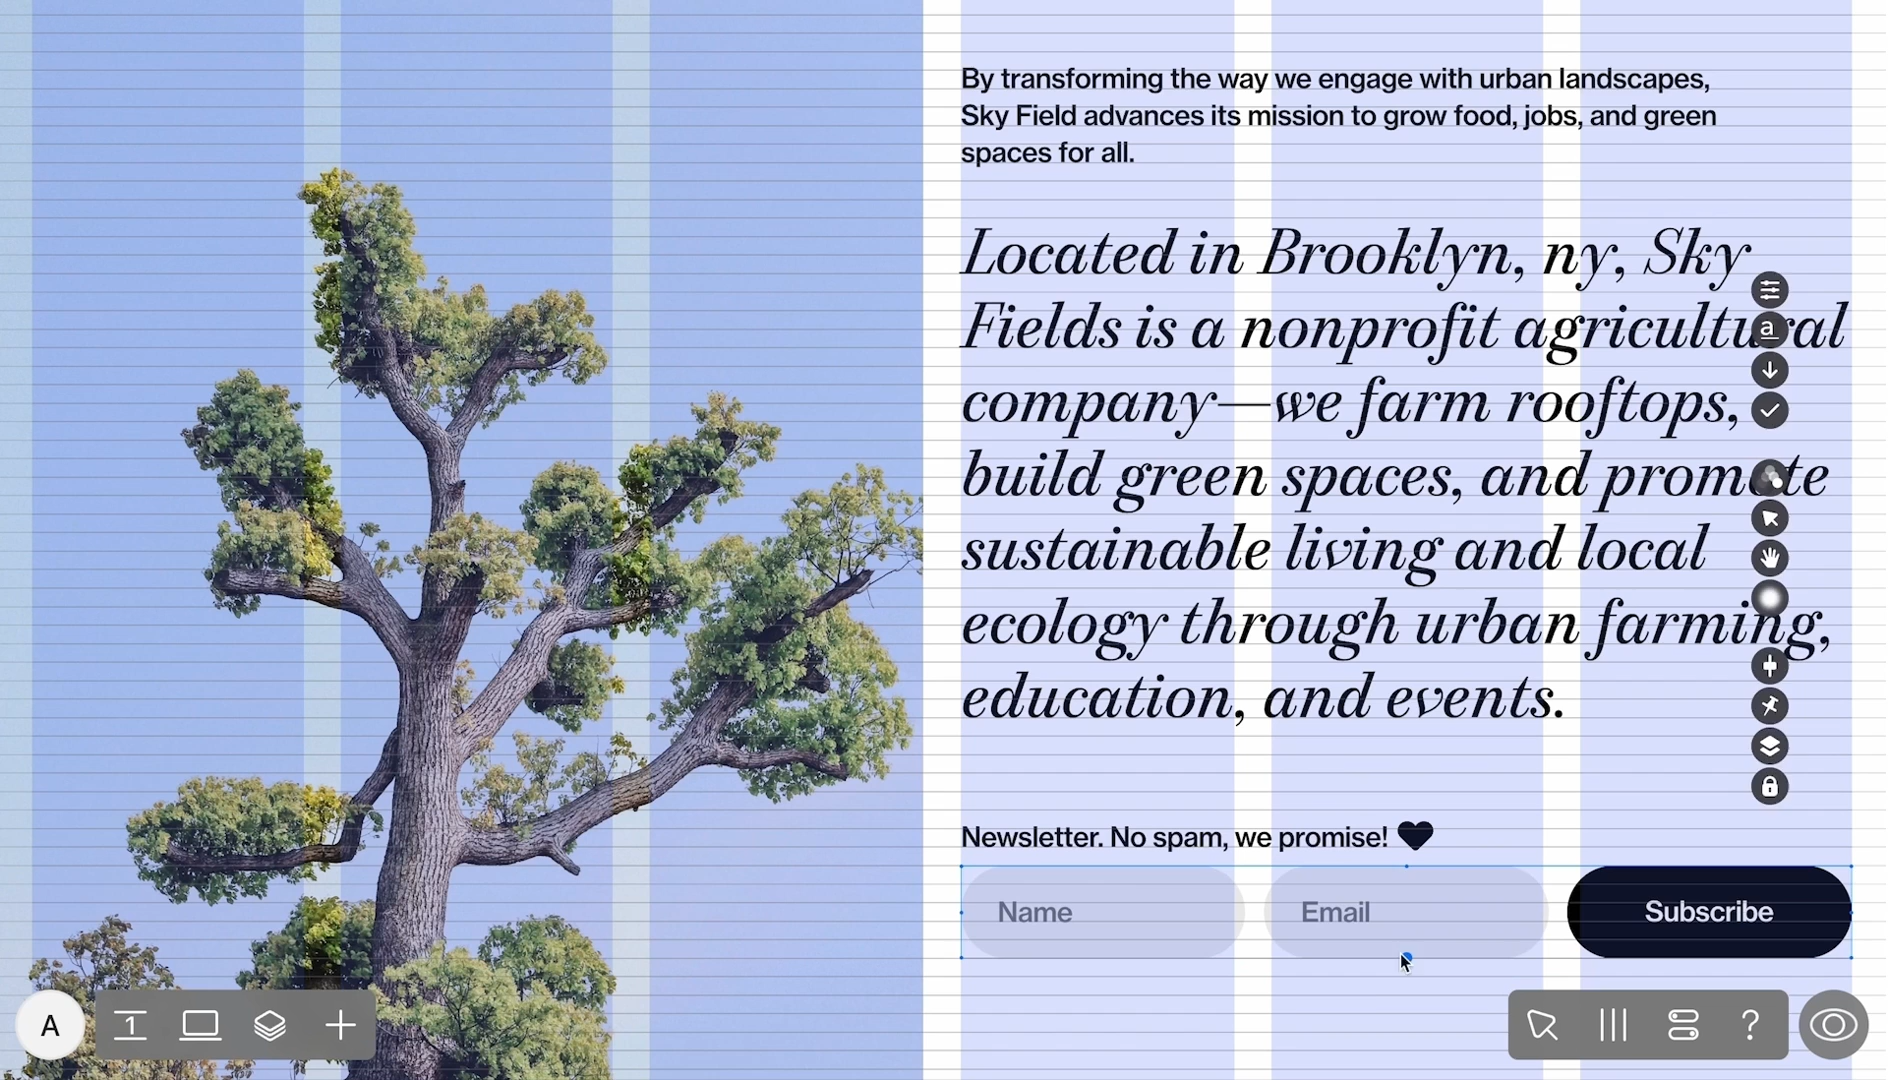 By transforming the way we engage with urban landscapes,
Sky Field advances its mission to grow food, jobs, and green
spaces for all.
Located in Brooklyn, ny, Sky
Fields is a nonprofit agricultural
company—we farm rooftops,
build green spaces, and promote
sustainable living and local
ecology through urban farming,
education, and events.
a
Newsletter. No spam, we promise! 🖤
Name Email Subscribe
A 1 ?